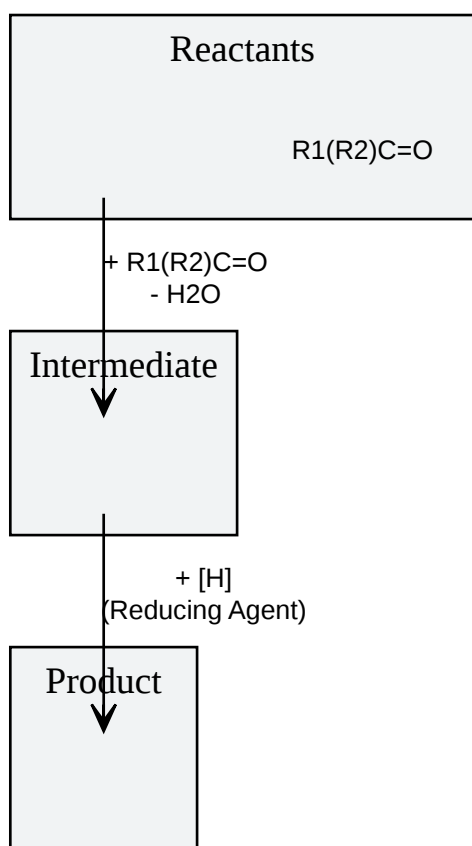 Reactants
R1(R2)C=O
+ R1(R2)C=O
- H2O
Intermediate
+ [H]
(Reducing Agent)
Product